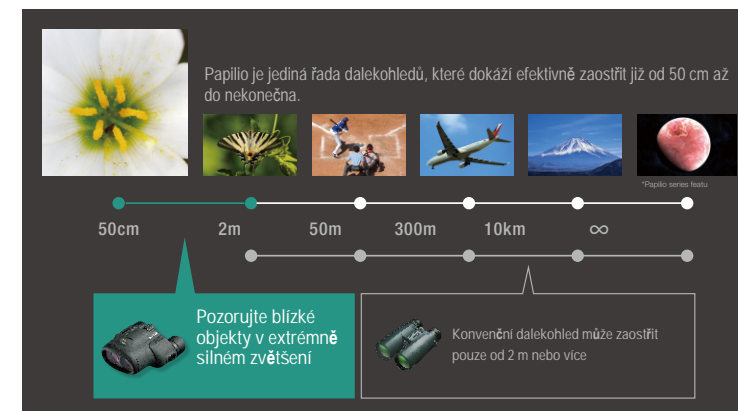 Papilio je jediná řada dalekohledů, které dokáží efektivně zaostřit již od 50 cm až
do nekonečna.
*Papilio series featu
50cm 2m 50m 300m 10km ∞
Pozorujte blízké
objekty v extrémně
silném zvětšení
Konvenční dalekohled může zaostřit
pouze od 2 m nebo více